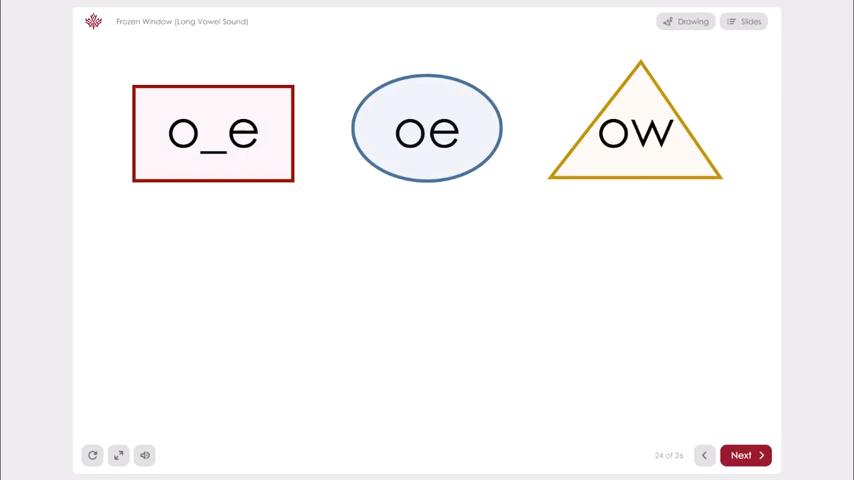 Frozen Window (Long Vowel Sound)
Drawing
Slides
o_e
oe
ow
24 of 26
Next